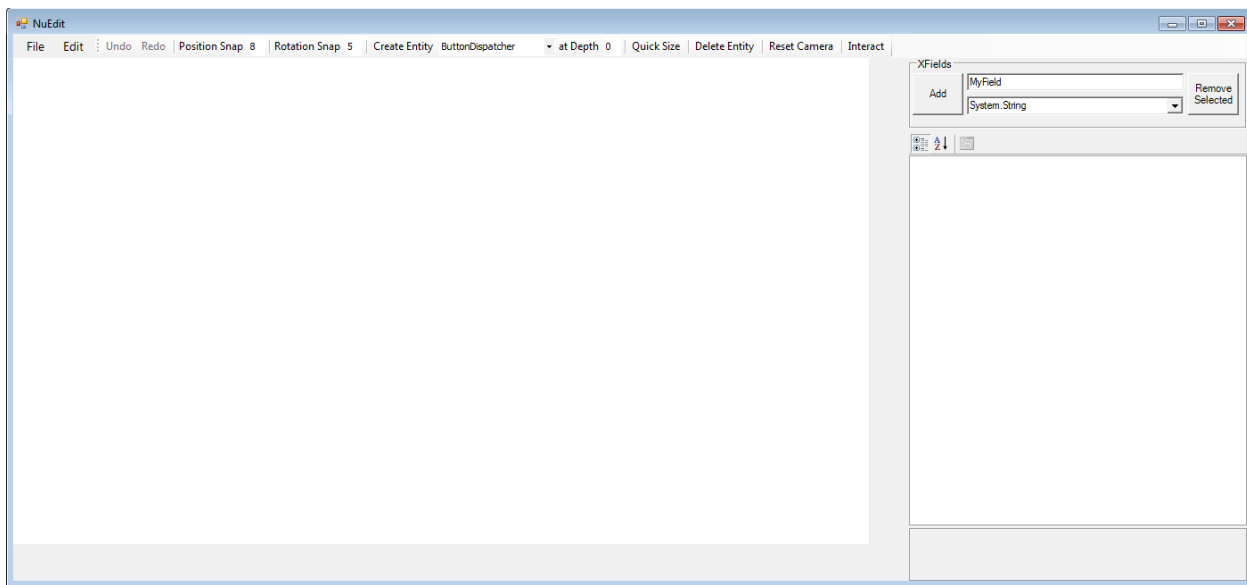 NuEdit
File Edit Undo Redo Position Snap 8 Rotation Snap 5 Create Entity ButtonDispatcher at Depth 0 Quick Size Delete Entity Reset Camera Interact
XFields
Add
MyField
System.String
Remove
Selected